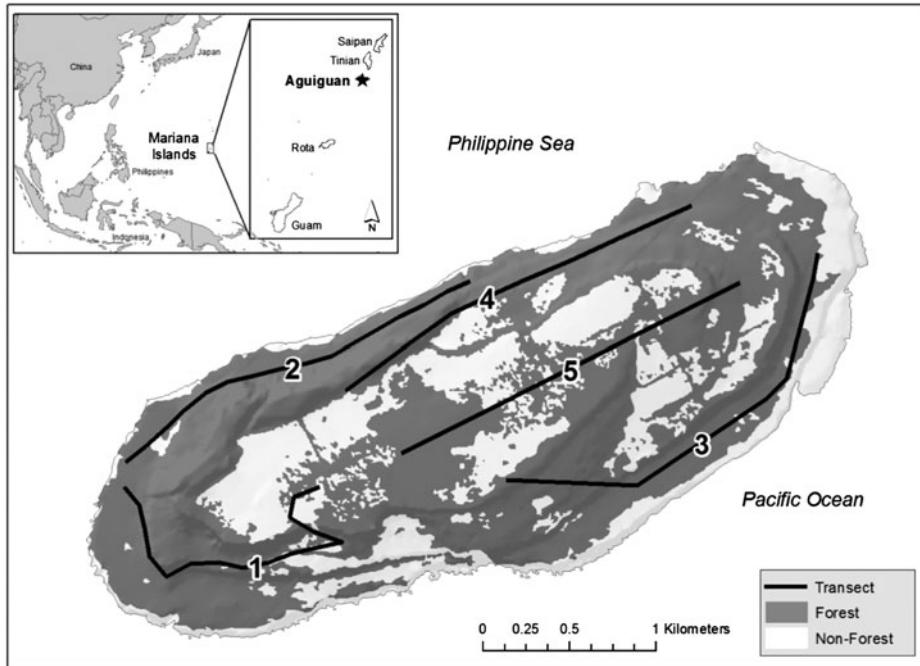 China
Japan
Mariana
Islands
Philippines
Indonesia
Saipan
Tinian
Aguiguan
Rota
Guam
N
Philippine Sea
4
2
5
3
1
Pacific Ocean
0 0.25 0.5 1 Kilometers
Transect
Forest
Non-Forest